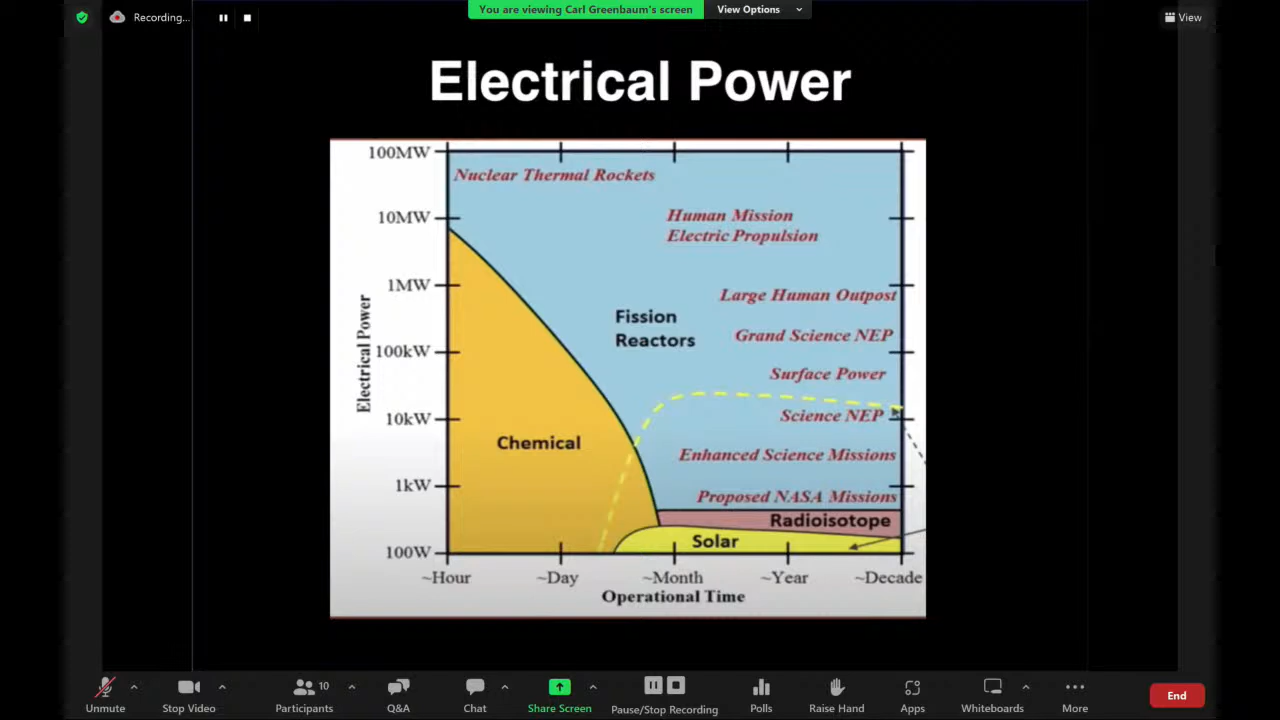 You are viewing Carl Greenbaum's screen
View Options
Recording...
View
Electrical Power
100MW
10MW
1MW
100kW
10kW
1kW
100W
Electrical Power
Nuclear Thermal Rockets
Human Mission
Electric Propulsion
Large Human Outpost
Fission
Reactors
Grand Science NEP
Surface Power
Science NEP
Chemical
Enhanced Science Missions
Proposed NASA Missions
Radioisotope
Solar
~Hour
~Day
~Month
~Year
~Decade
Operational Time
Unmute
Stop Video
10
Participants
Q&A
Chat
Share Screen
Pause/Stop Recording
Polls
Raise Hand
Apps
Whiteboards
More
End